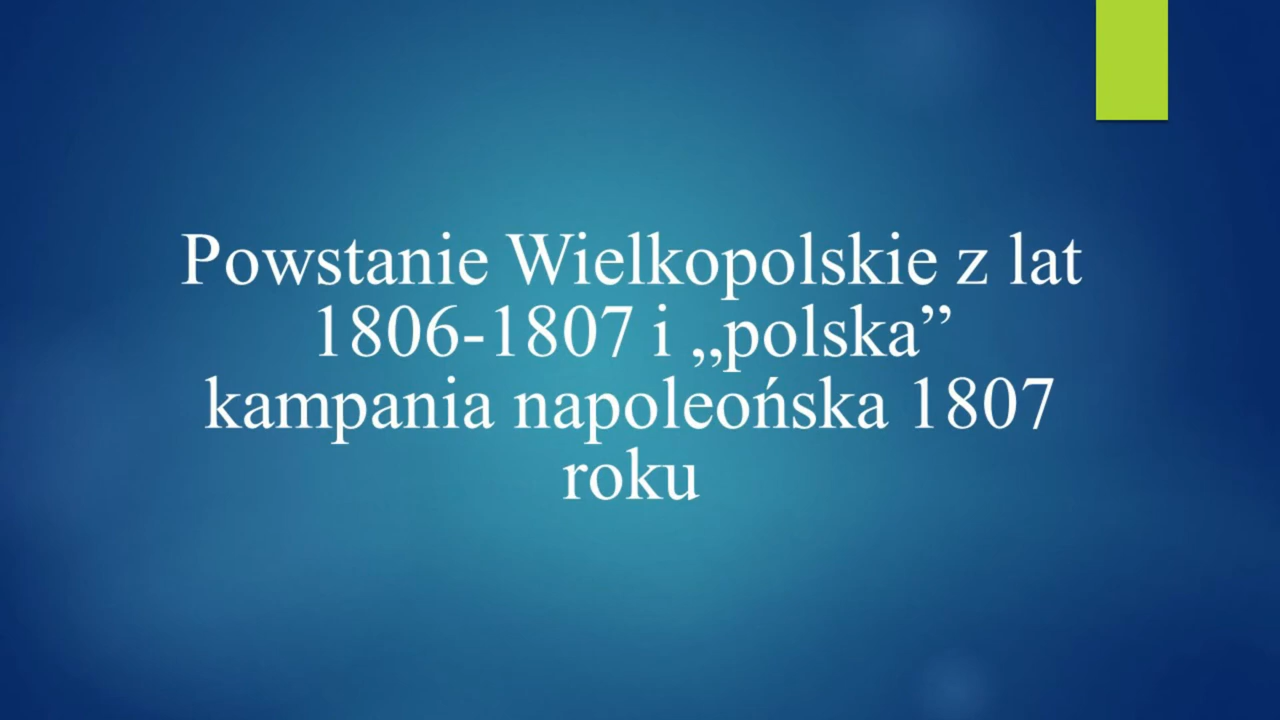 Powstanie Wielkopolskie z lat
1806-1807 i „polska”
kampania napoleońska 1807
roku